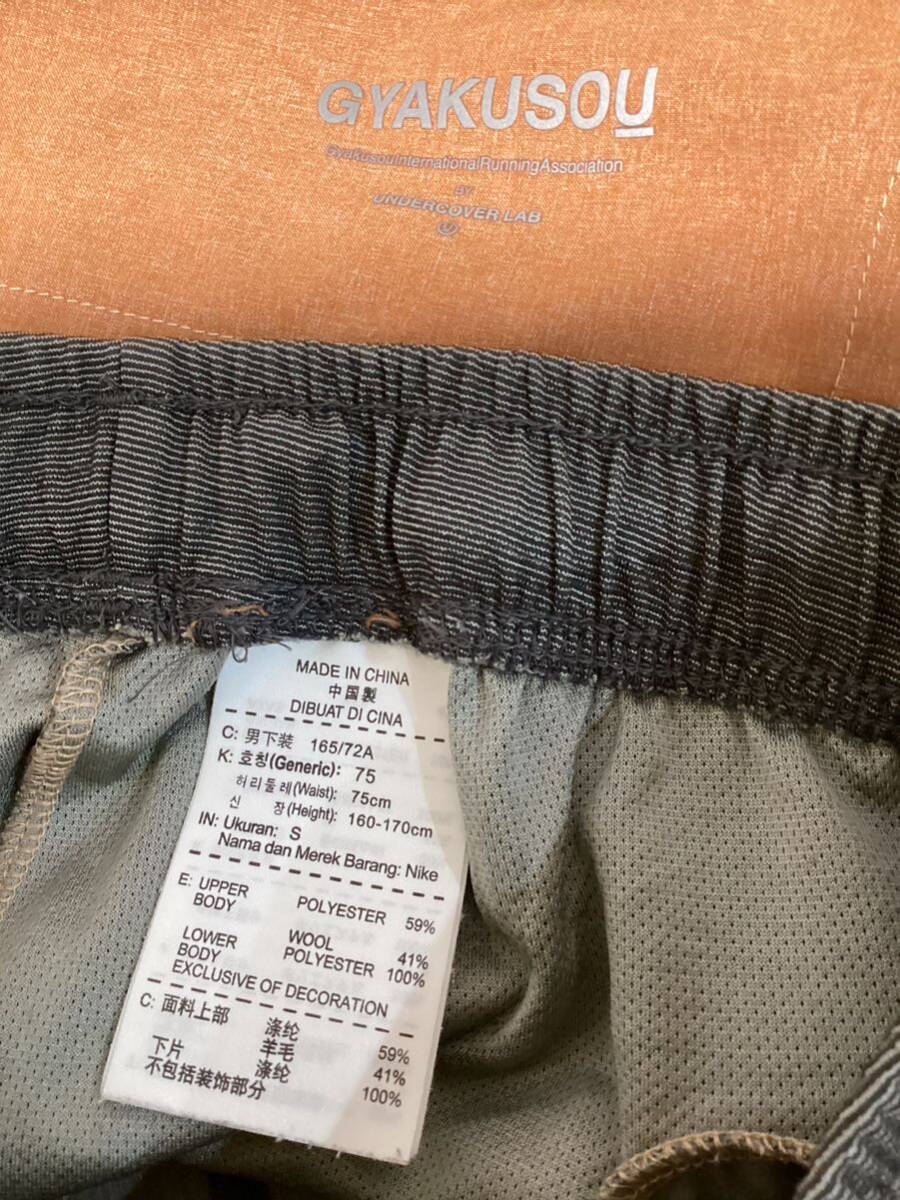 GYAKUSOU
GyakusouInternationalRunningAssociation
BY
UNDERCOVER LAB
MADE IN CHINA
中国製
DIBUAT DI CINA
C: 男下装 165/72A
K: 호칭(Generic): 75
허리둘레(Waist): 75cm
신 장(Height): 160-170cm
IN: Ukuran: S
Nama dan Merek Barang: Nike
E: UPPER BODY POLYESTER 59%
WOOL 41%
LOWER BODY POLYESTER 100%
EXCLUSIVE OF DECORATION
C: 面料上部 涤纶 59%
羊毛 41%
下片 涤纶 100%
不包括装饰部分